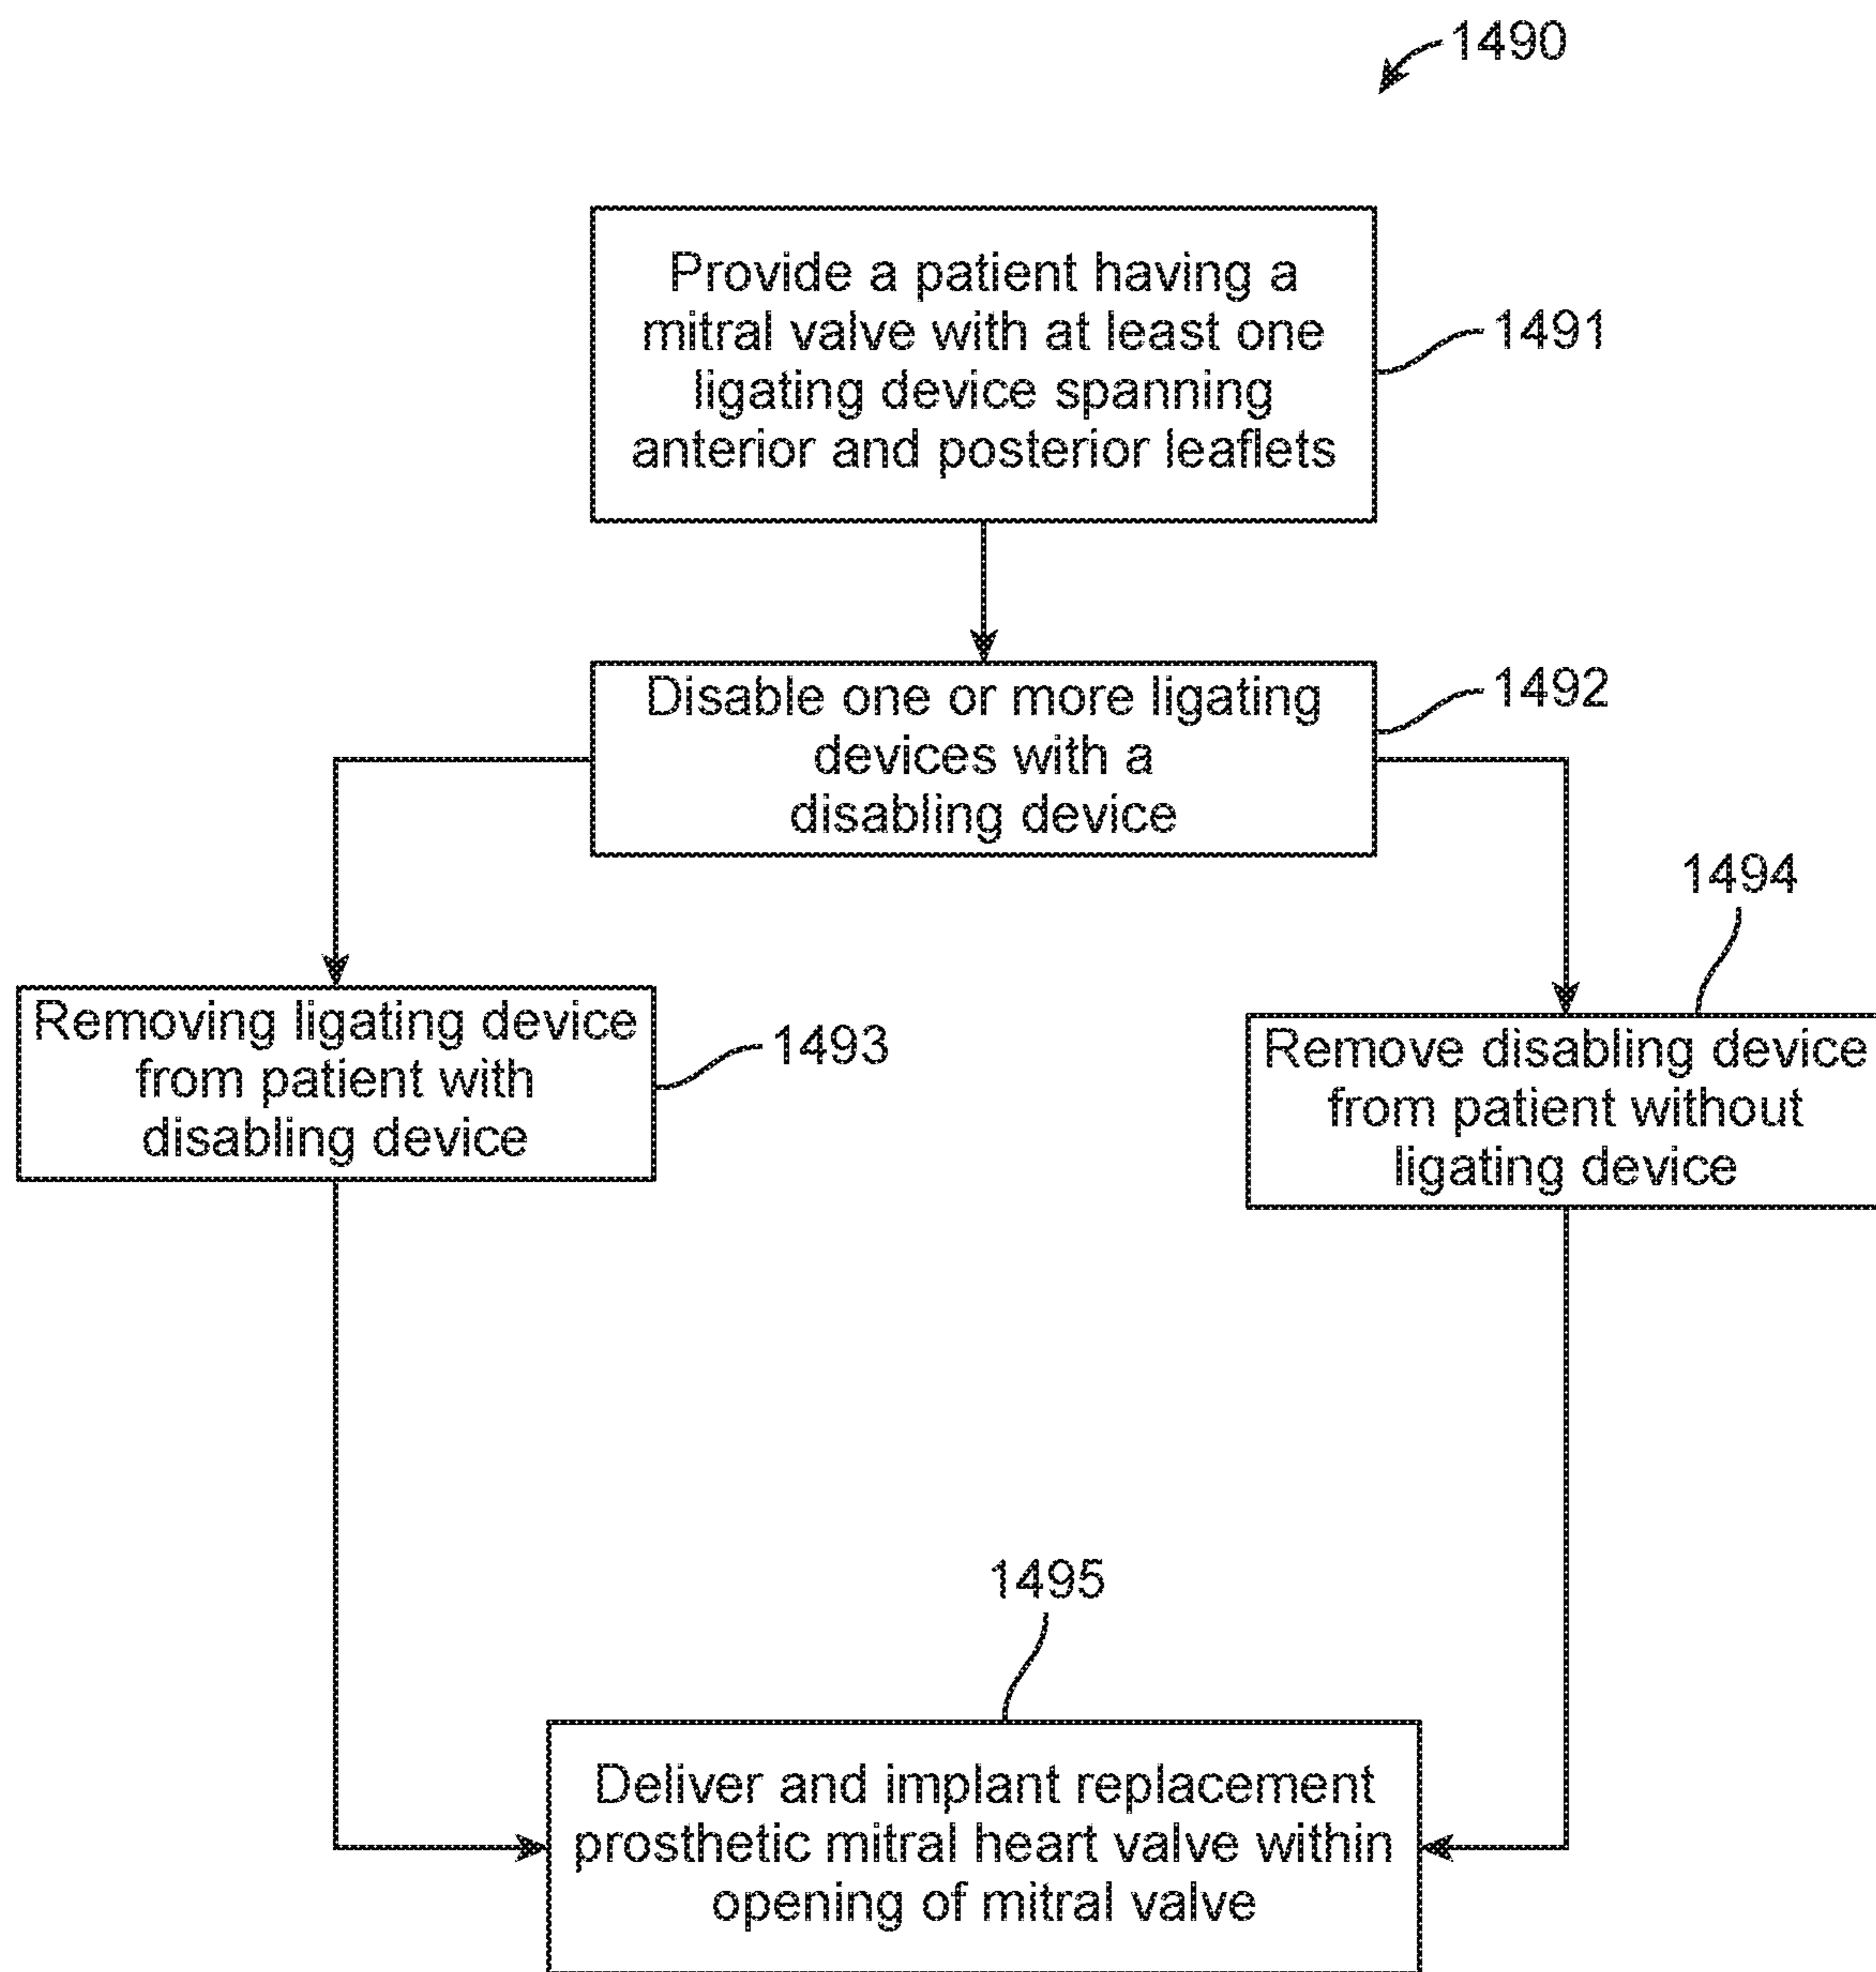 1490
Provide a patient having a
mitral valve with at least one
ligating device spanning
anterior and posterior leaflets
1491
Disable one or more ligating
devices with a
disabling device
1492
1494
Removing ligating device
from patient with
disabling device
1493
Remove disabling device
from patient without
ligating device
1495
Deliver and implant replacement
prosthetic mitral heart valve within
opening of mitral valve